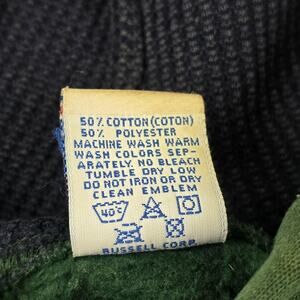 50% COTTON (COTON)
50% POLYESTER
MACHINE WASH WARM
WASH COLORS SEP-
ARATELY. NO BLEACH
TUMBLE DRY LOW
DO NOT IRON OR DRY
CLEAN EMBLEM
40°
RUSSELL CORP.